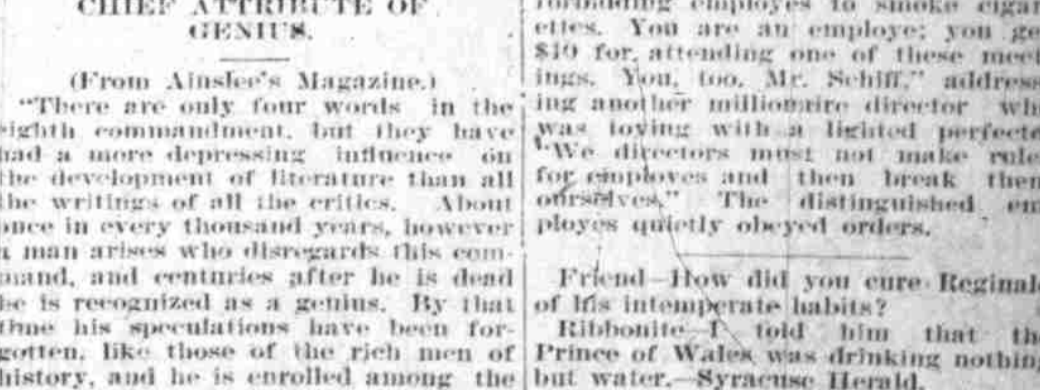 CHIEF ATTRIBUTE OF
GENIUS.
(From Ainslee's Magazine.)
"There are only four words in the
eighth commandment, but they have
had a more depressing influence on
the development of literature than all
the writings of all the critics. About
once in every thousand years, however
a man arises who disregards this com-
mand, and centuries after he is dead
he is recognized as a genius. By that
time his speculations have been for-
gotten, like those of the rich men of
history, and he is enrolled among the
forbidding employes to smoke cigar
ettes. You are an employe; you ge
$10 for attending one of these meet
ings. You, too, Mr. Schiff," address
ing another millionaire director wh
was toying with a lighted perfecto
"We directors must not make rule
for employes and then break them
ourselves." The distinguished em
ployes quietly obeyed orders.
Friend—How did you cure Reginal
of his intemperate habits?
Ribbonite—I told him that th
Prince of Wales was drinking nothing
but water.—Syracuse Herald.